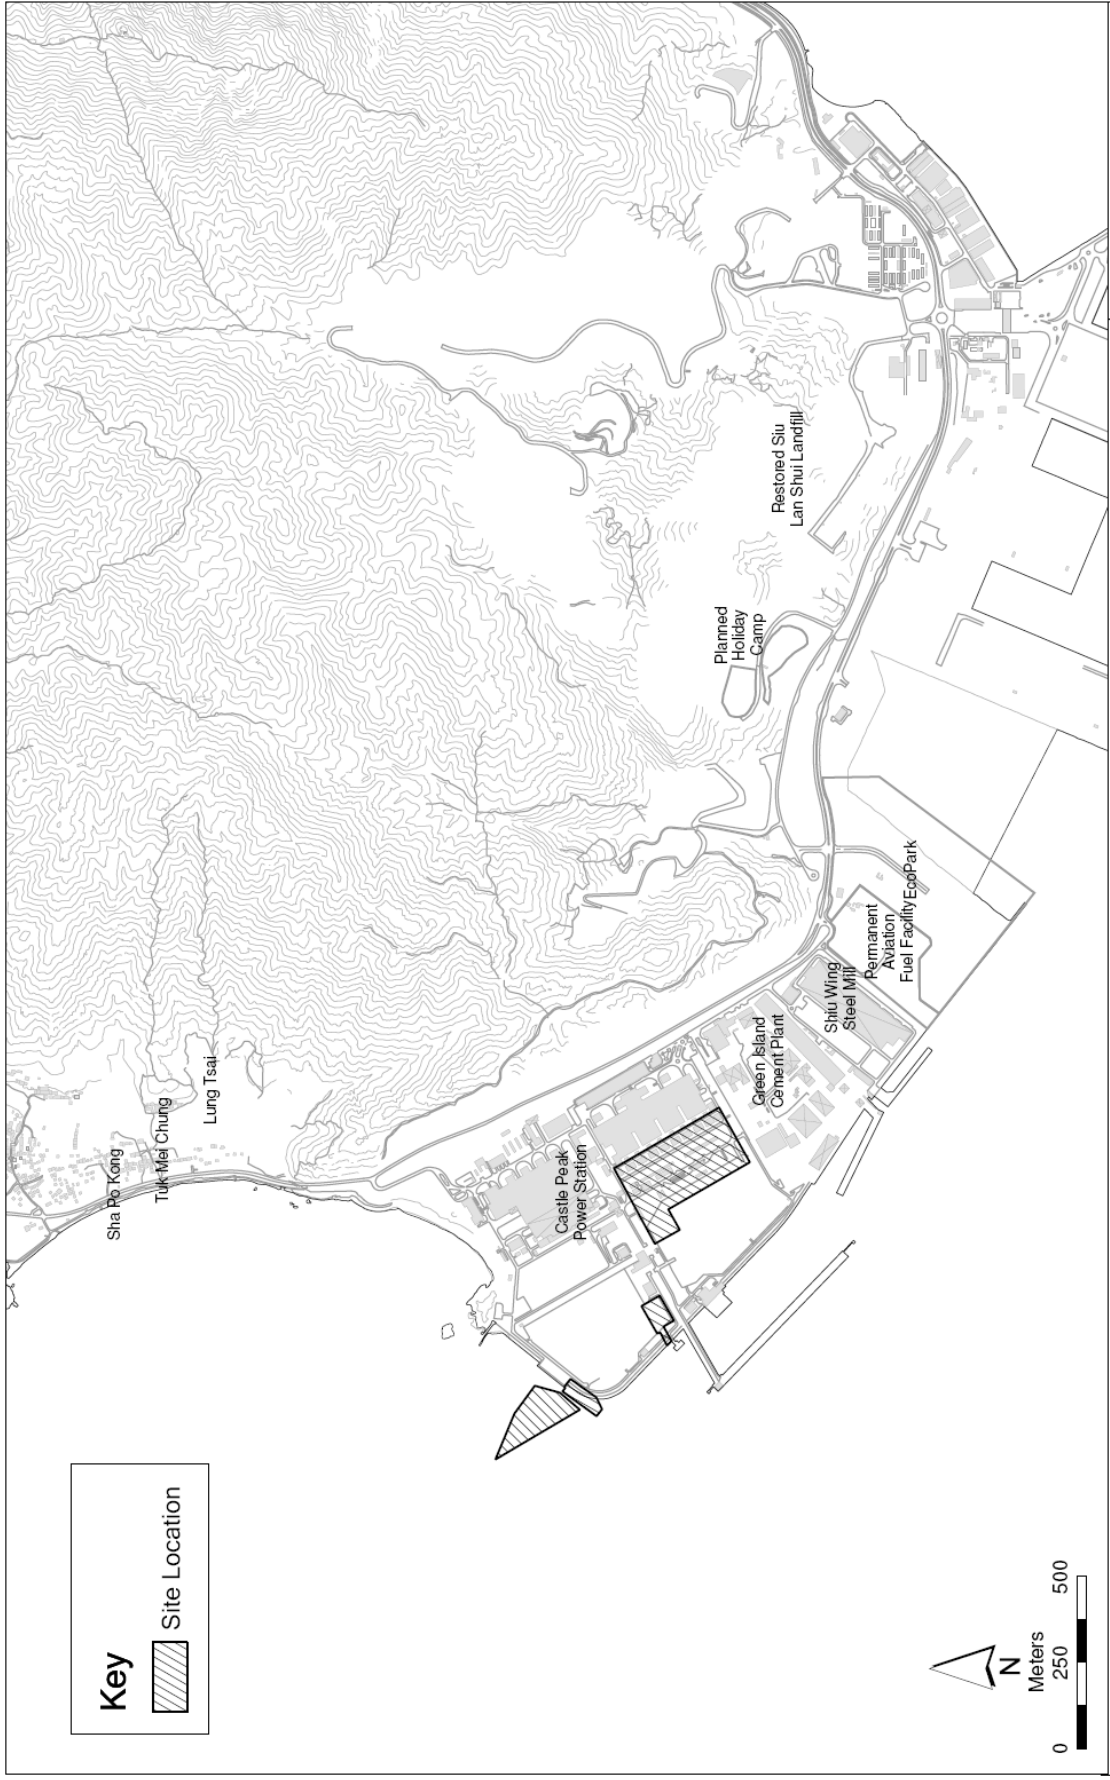 Key
Site Location
Sha Po Kong
Tuk Mei Chung
Lung Tsai
Castle Peak
Power Station
Green Island
Cement Plant
Shiu Wing
Steel Mill
Permanent
Aviation
Fuel Facility
EcoPark
Planned
Holiday
Camp
Restored Siu
Lan Shui Landfill
N
Meters
0 250 500